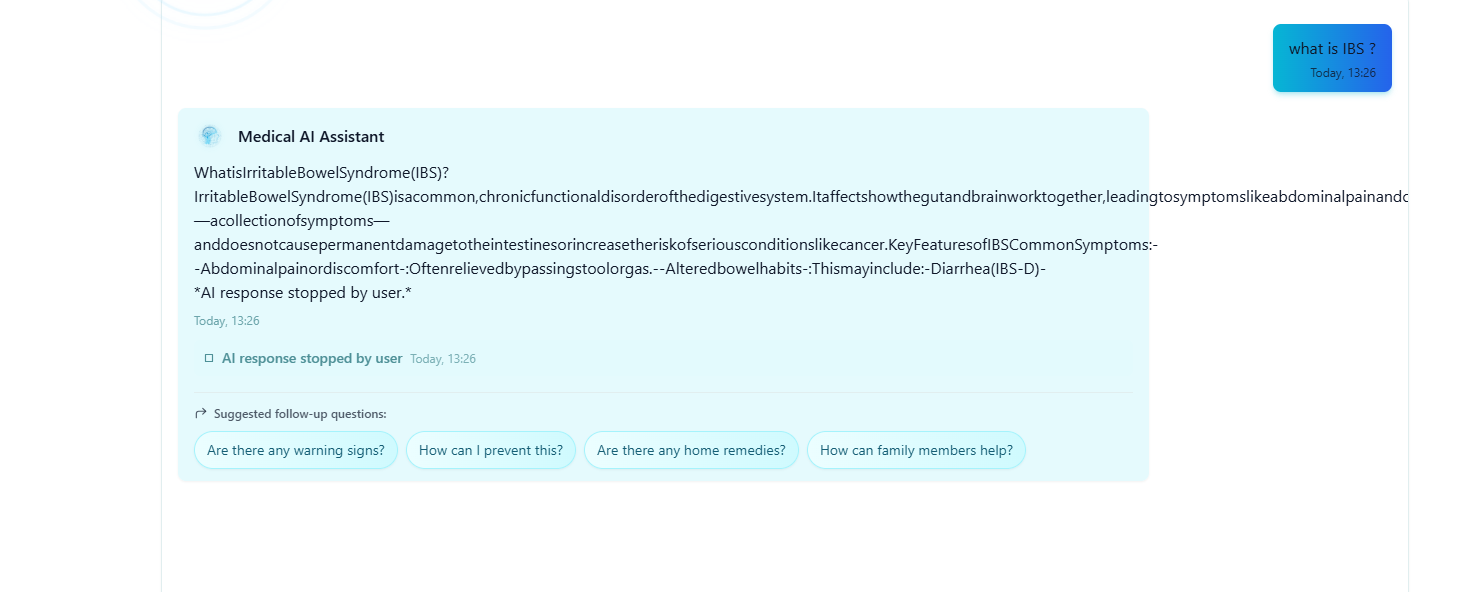 what is IBS ?
Today, 13:26
Medical AI Assistant
WhatisIrritableBowelSyndrome(IBS)?
IrritableBowelSyndrome(IBS)isacommon,chronicfunctionaldisorderofthedigestivesystem.Itaffectshowthegutandbrainworktogether,leadingtosymptomslikeabdominalpainand
—acollectionofsymptoms—
anddoesnotcausepermanentdamagetotheintestinesorincreasetheriskofseriousconditionslikecancer.KeyFeaturesofIBSCommonSymptoms:-
-Abdominalpainordiscomfort-:Oftenrelievedbypassingstoolorgas.--Alteredbowelhabits-:Thismayinclude:-Diarrhea(IBS-D)-
*AI response stopped by user.*
Today, 13:26
AI response stopped by user Today, 13:26
Suggested follow-up questions:
Are there any warning signs? How can I prevent this? Are there any home remedies? How can family members help?